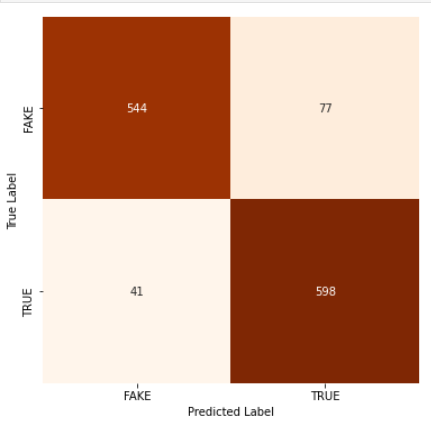 544 77
FAKE
True Label
41 598
TRUE
FAKE TRUE
Predicted Label